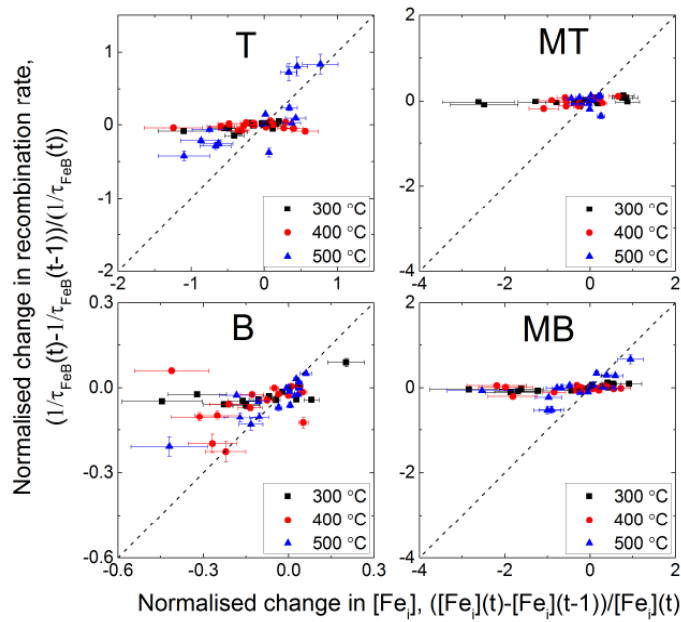 Normalised change in recombination rate,
(1/τFeB(t)-1/τFeB(t-1))/(1/τFeB(t))
T
1
0
-1
-2
-2
-1
0
1
300 °C
400 °C
500 °C
MT
2
0
-2
-4
-4
-2
0
2
300 °C
400 °C
500 °C
B
0.3
0.0
-0.3
-0.6
-0.6
-0.3
0.0
0.3
300 °C
400 °C
500 °C
MB
2
0
-2
-4
-4
-2
0
2
300 °C
400 °C
500 °C
Normalised change in [Fei], ([Fei](t)-[Fei](t-1))/[Fei](t)